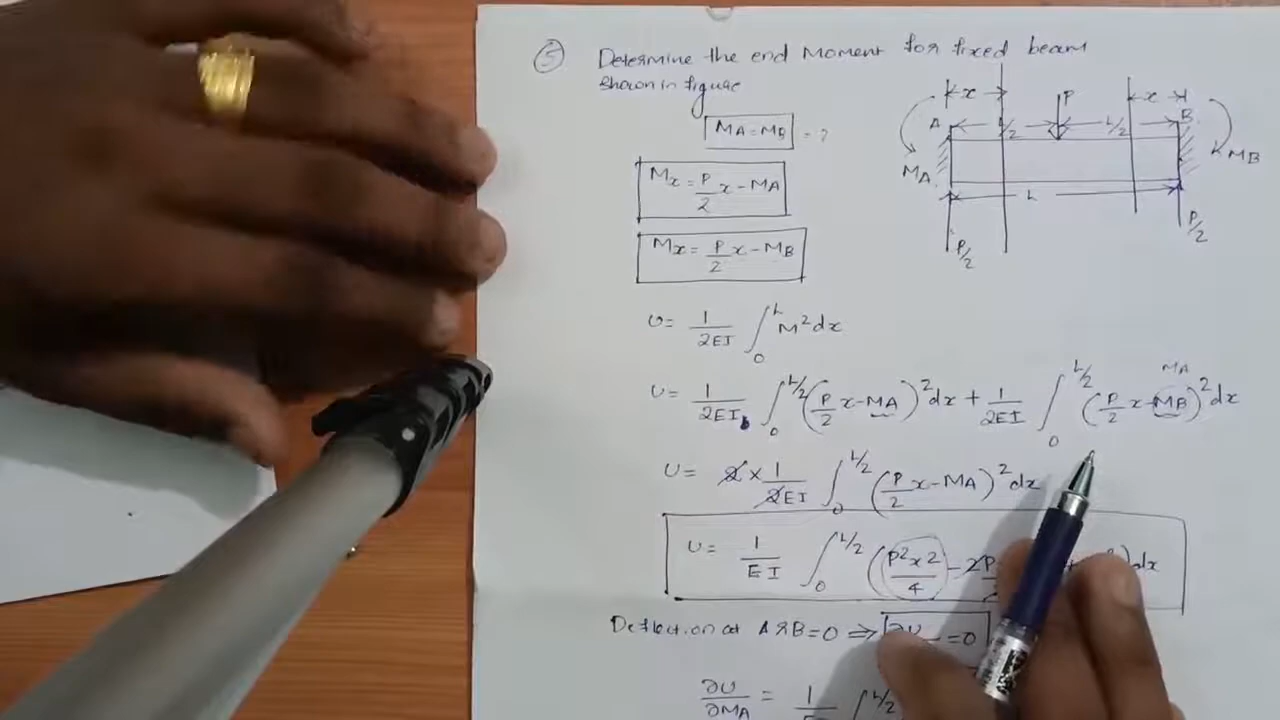 5 Determine the end Moment for fixed beam
shown in figure
MA = MB = ?
Mx = P/2 x - MA
Mx = P/2 x - MB
x
P
x
A
L/2
L/2
B
MA
MB
L
P/2
P/2
U = 1/2EI ∫₀ᴸ M² dx
MA
U = 1/2EI ∫₀^L/2 (P/2 x - MA)² dx + 1/2EI ∫₀^L/2 (P/2 x - MB)² dx
U = 2 × 1/2EI ∫₀^L/2 (P/2 x - MA)² dx
U = 1/EI ∫₀^L/2 (P²x²/4 - 2P + ²) dx
Deflection at A & B = 0 ⇒ ∂U = 0
∂U/∂MA = 1/ ∫ L/2